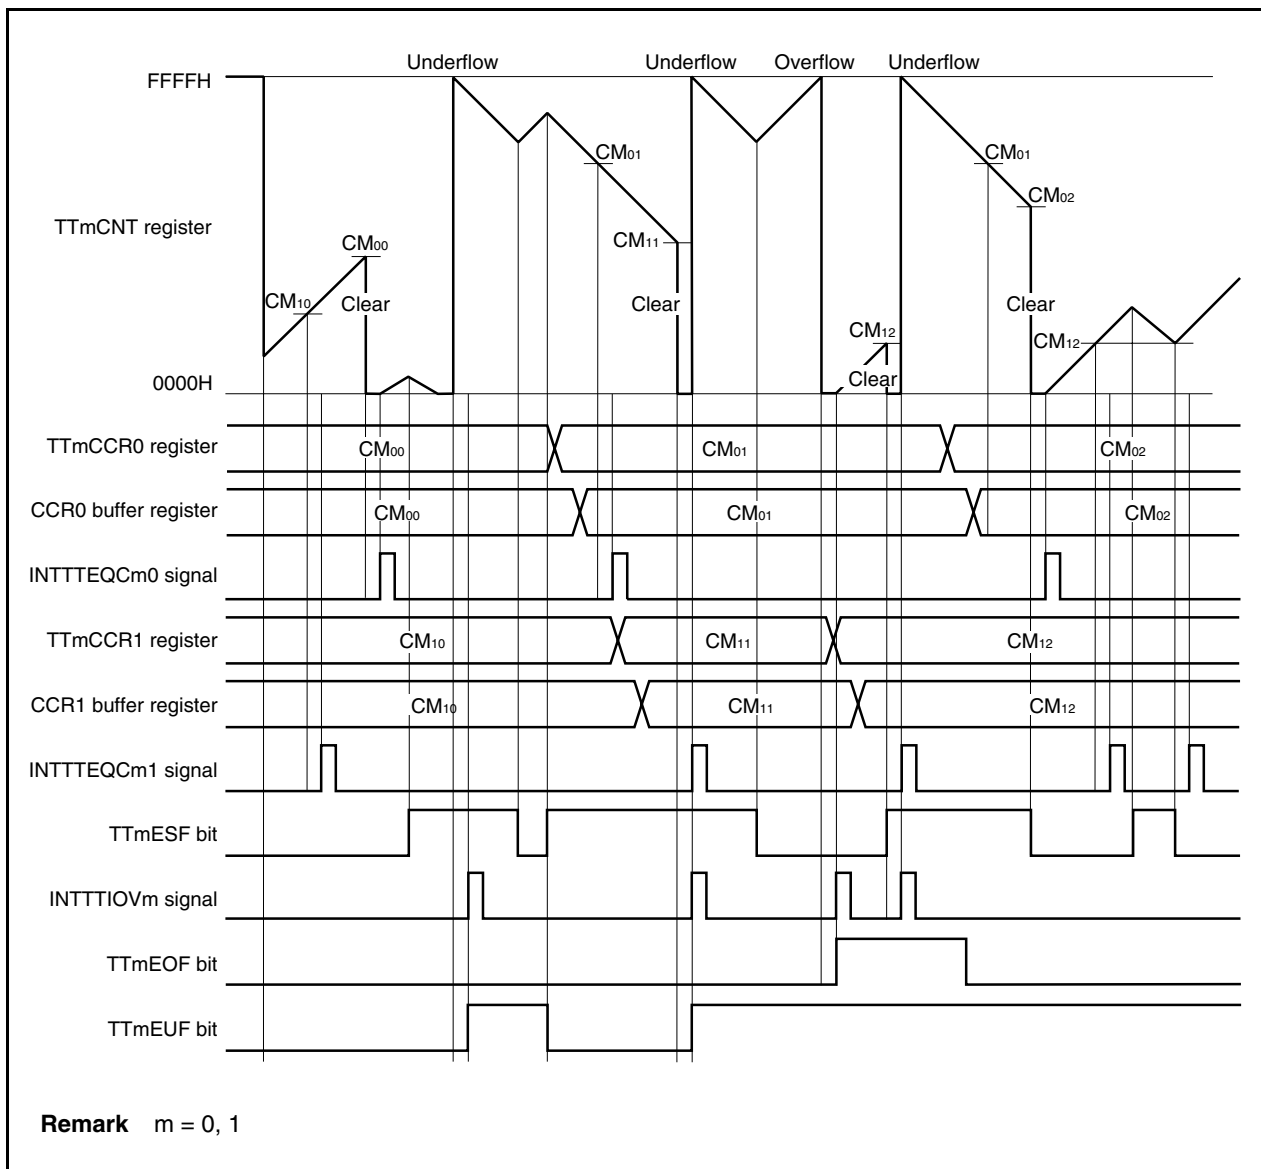 Underflow Underflow Overflow Underflow
FFFFH
CM01 CM01
CM02
TTmCNT register
CM00 CM11
CM10 Clear Clear Clear
CM12 CM12
0000H Clear
TTmCCR0 register CM00 CM01 CM02
CCR0 buffer register CM00 CM01 CM02
INTTTEQCm0 signal
TTmCCR1 register CM10 CM11 CM12
CCR1 buffer register CM10 CM11 CM12
INTTTEQCm1 signal
TTmESF bit
INTTTIOVm signal
TTmEOF bit
TTmEUF bit
Remark m = 0, 1